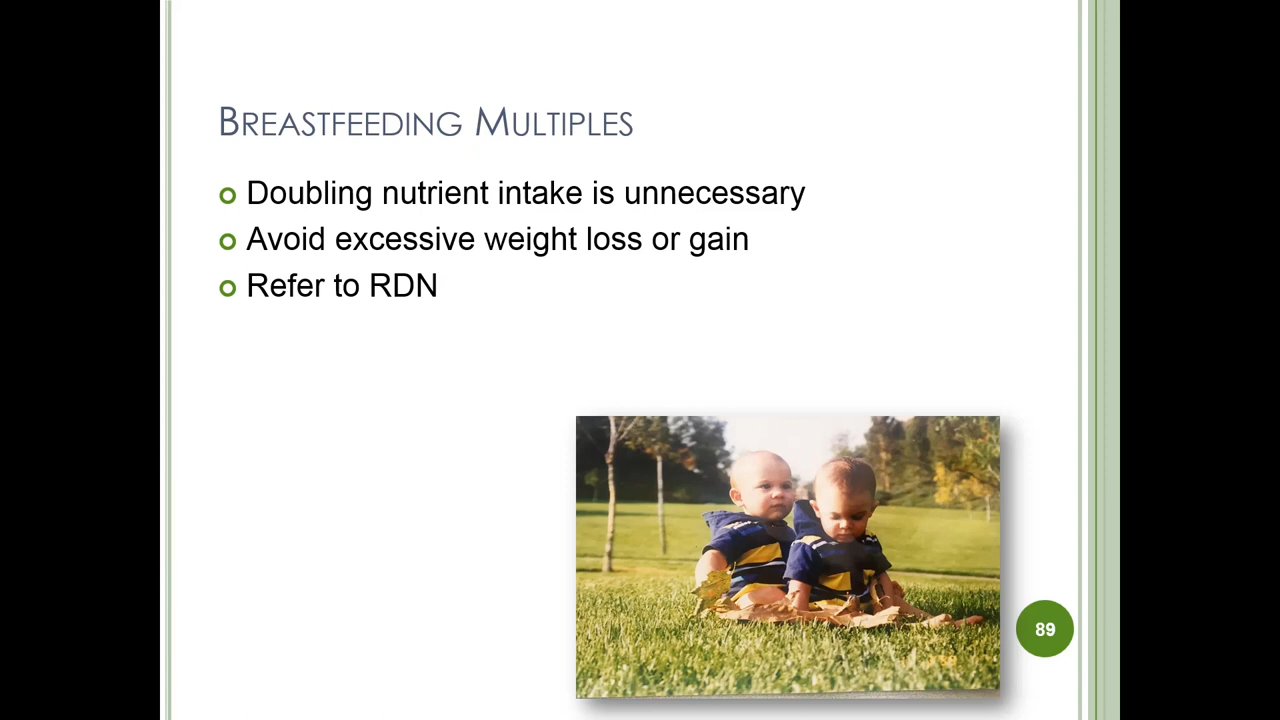 Breastfeeding Multiples
Doubling nutrient intake is unnecessary
Avoid excessive weight loss or gain
Refer to RDN
89